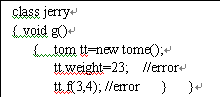 class jerry
{ void g()
{ tom tt=new tome();
tt.weight=23; //error
tt.f(3,4); //error } }